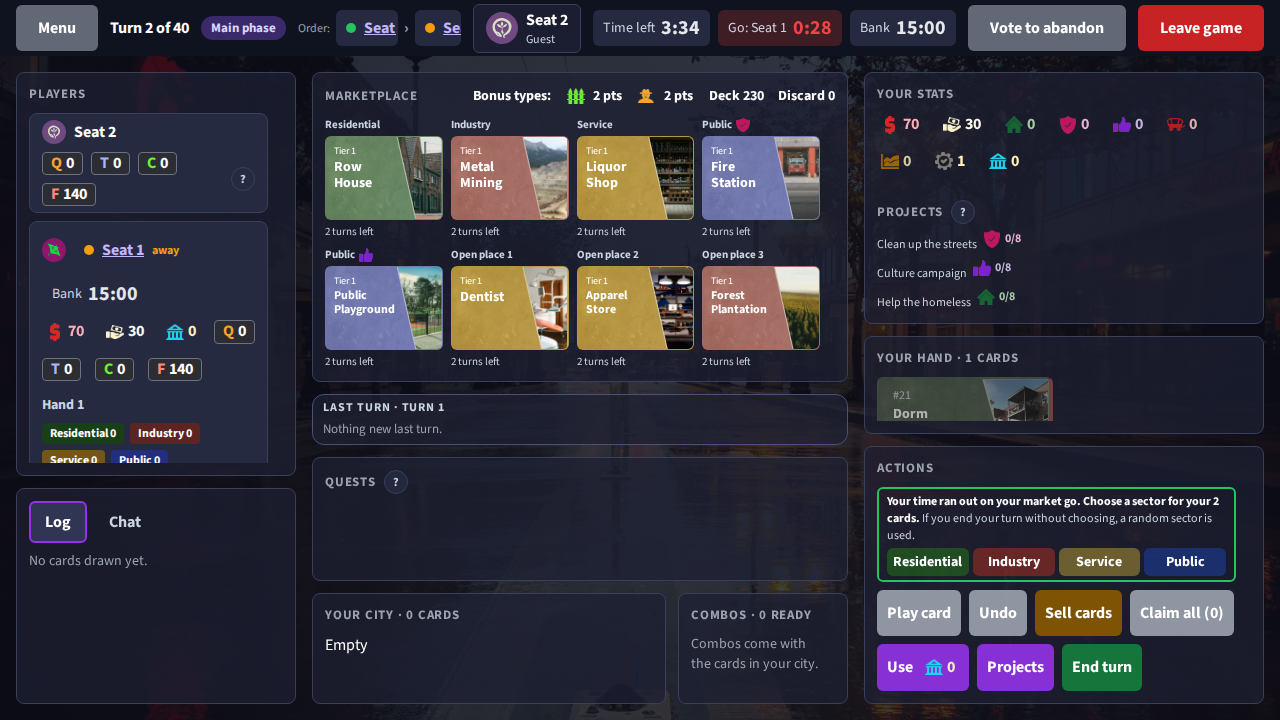 Menu
Turn 2 of 40
Main phase
Order:
Seat
›
Se
Seat 2
Guest
Time left 3:34
Go: Seat 1 0:28
Bank 15:00
Vote to abandon
Leave game
PLAYERS
Seat 2
Q 0
T 0
C 0
F 140
?
Seat 1 away
Bank 15:00
70
30
0
Q 0
T 0
C 0
F 140
Hand 1
Residential 0
Industry 0
Service 0
Public 0
Log
Chat
No cards drawn yet.
MARKETPLACE
Bonus types:
2 pts
2 pts
Deck 230
Discard 0
Residential
Tier 1
Row
House
2 turns left
Industry
Tier 1
Metal
Mining
2 turns left
Service
Tier 1
Liquor
Shop
2 turns left
Public
Tier 1
Fire
Station
2 turns left
Public
Tier 1
Public
Playground
2 turns left
Open place 1
Tier 1
Dentist
2 turns left
Open place 2
Tier 1
Apparel
Store
2 turns left
Open place 3
Tier 1
Forest
Plantation
2 turns left
LAST TURN · TURN 1
Nothing new last turn.
QUESTS
?
YOUR CITY · 0 CARDS
Empty
COMBOS · 0 READY
Combos come with
the cards in your city.
YOUR STATS
70
30
0
0
0
0
0
1
0
PROJECTS
?
Clean up the streets 0/8
Culture campaign 0/8
Help the homeless 0/8
YOUR HAND · 1 CARDS
#21
Dorm
ACTIONS
Your time ran out on your market go. Choose a sector for your 2
cards. If you end your turn without choosing, a random sector is
used.
Residential
Industry
Service
Public
Play card
Undo
Sell cards
Claim all (0)
Use 0
Projects
End turn